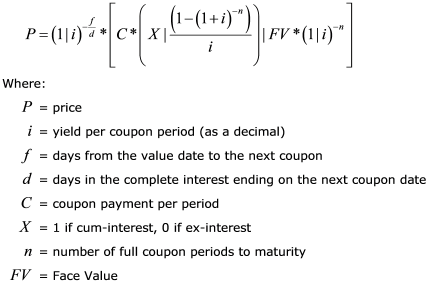 P = (1|i)^{-\frac{f}{d}} * \left[ C * \left( X | \frac{(1-(1+i)^{-n})}{i} \right) | FV * (1|i)^{-n} \right]
Where:
P = price
i = yield per coupon period (as a decimal)
f = days from the value date to the next coupon
d = days in the complete interest ending on the next coupon date
C = coupon payment per period
X = 1 if cum-interest, 0 if ex-interest
n = number of full coupon periods to maturity
FV = Face Value